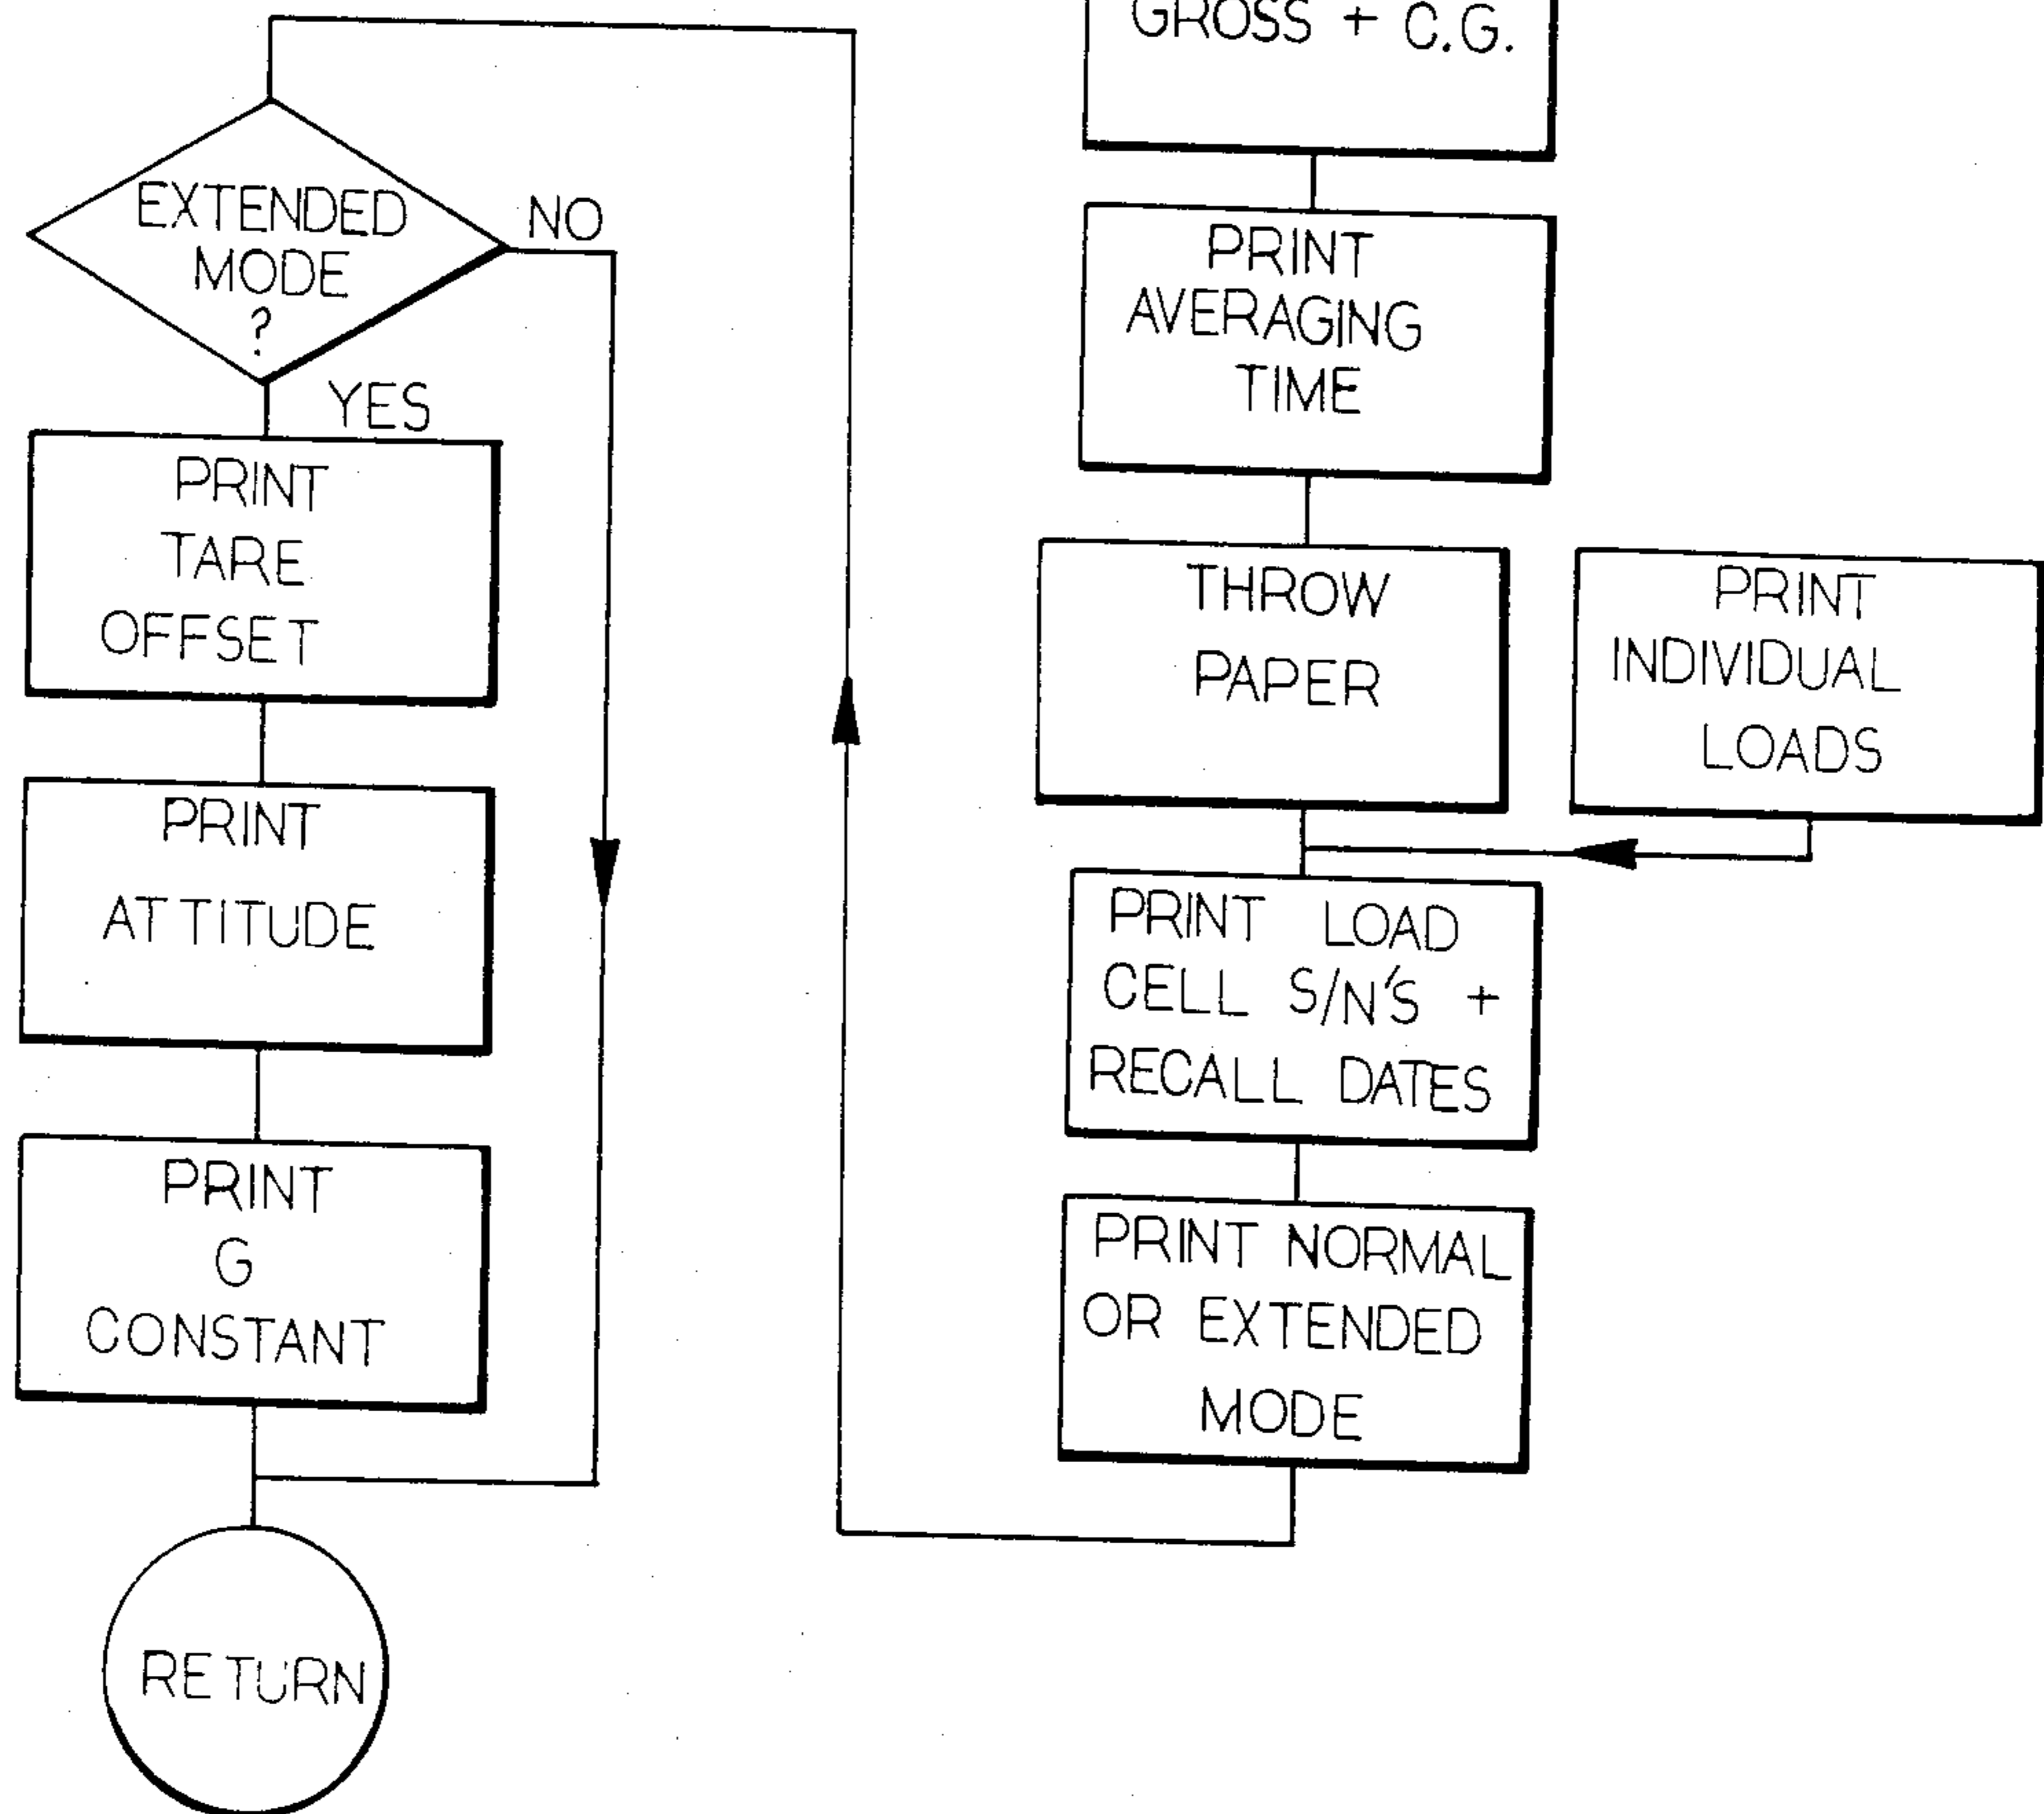 GROSS + C.G.
PRINT
AVERAGING
TIME
THROW
PAPER
PRINT
INDIVIDUAL
LOADS
PRINT LOAD
CELL S/N'S +
RECALL DATES
PRINT NORMAL
OR EXTENDED
MODE
EXTENDED
MODE
?
NO
YES
PRINT
TARE
OFFSET
PRINT
ATTITUDE
PRINT
G
CONSTANT
RETURN